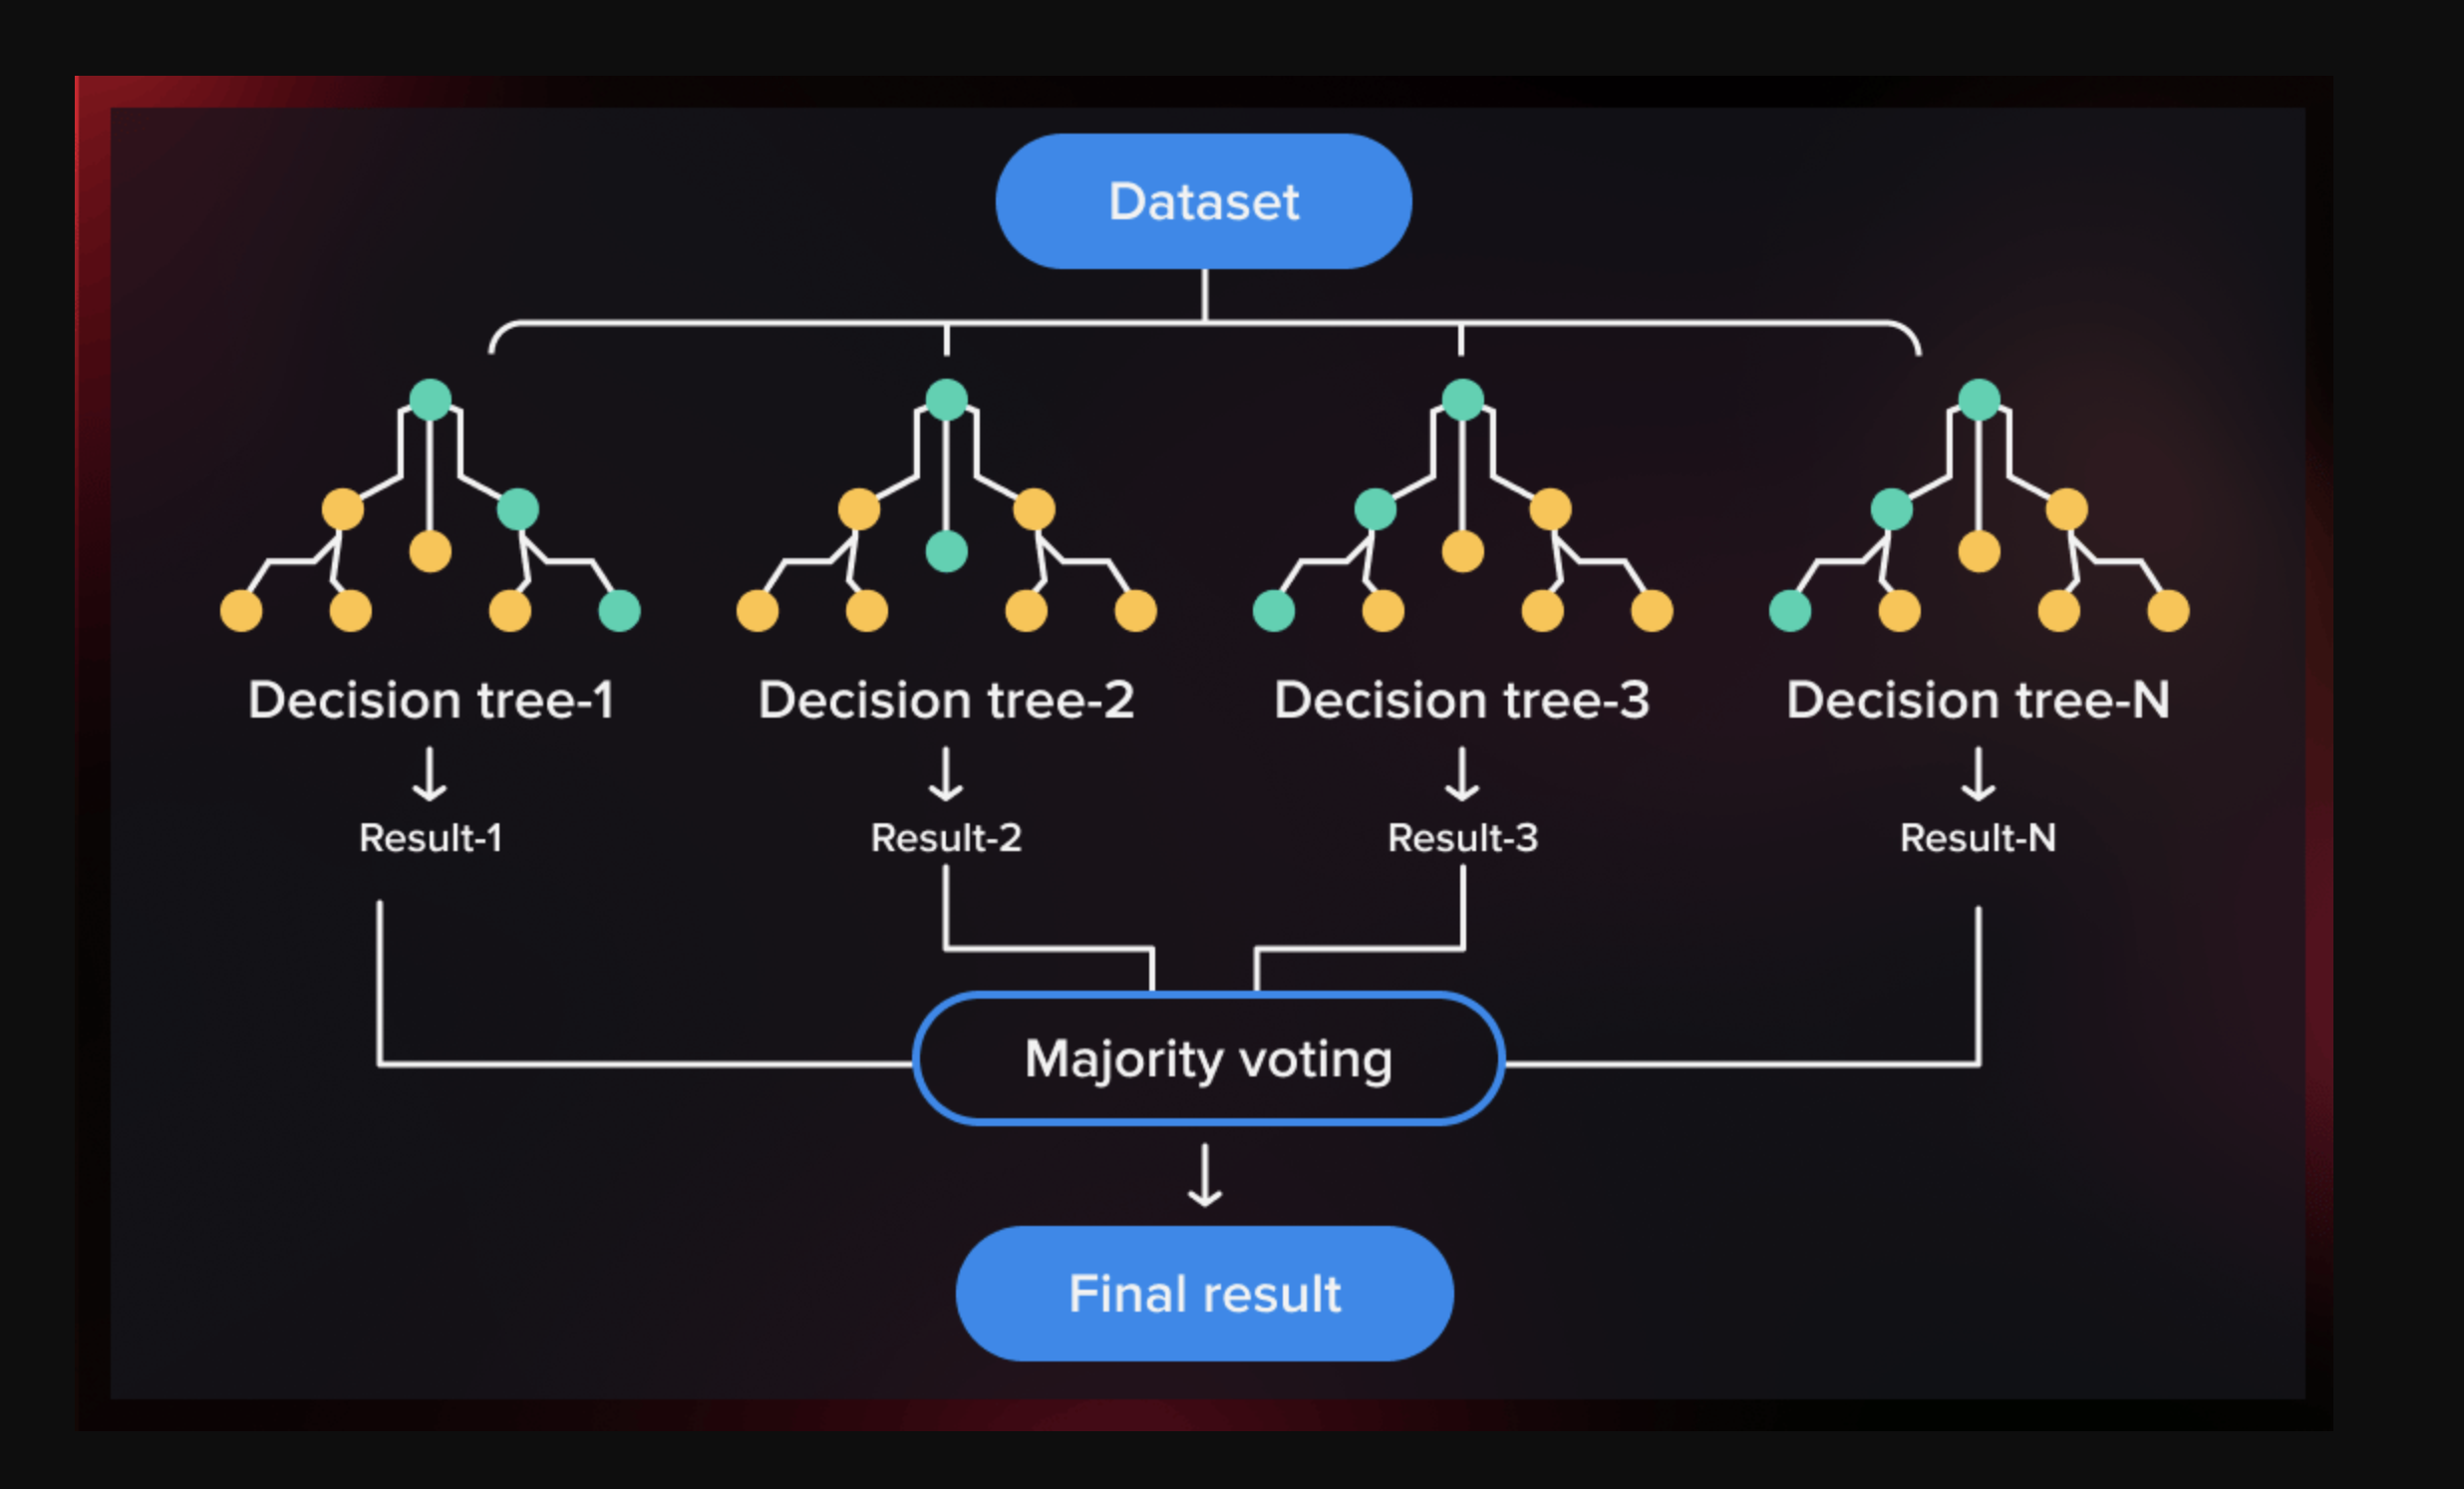 Dataset
Decision tree-1
Decision tree-2
Decision tree-3
Decision tree-N
Result-1
Result-2
Result-3
Result-N
Majority voting
Final result